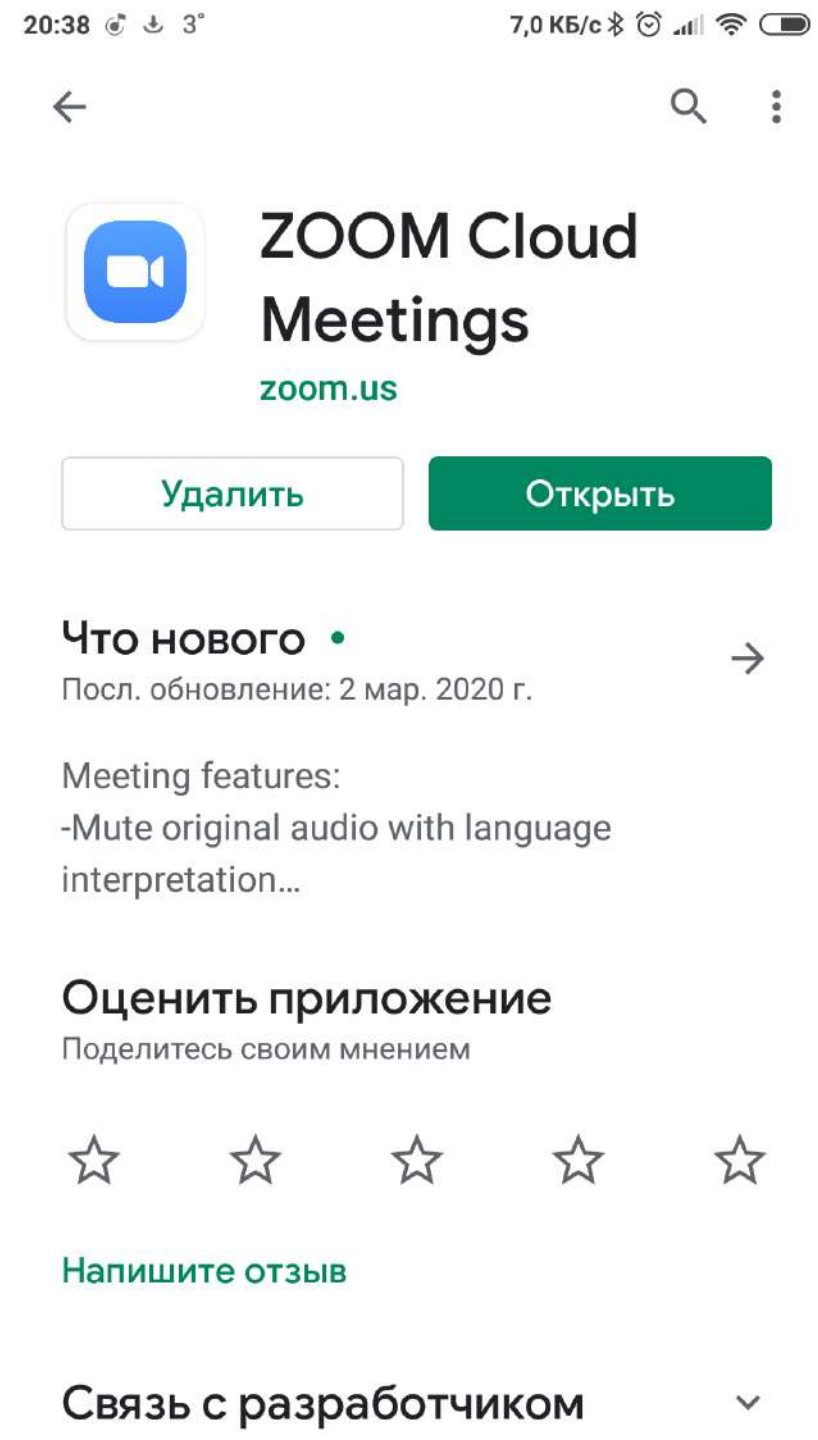 20:38 3° 7,0 КБ/с
ZOOM Cloud
Meetings
zoom.us
Удалить Открыть
Что нового •
Посл. обновление: 2 мар. 2020 г.
Meeting features:
-Mute original audio with language
interpretation...
Оценить приложение
Поделитесь своим мнением
Напишите отзыв
Связь с разработчиком